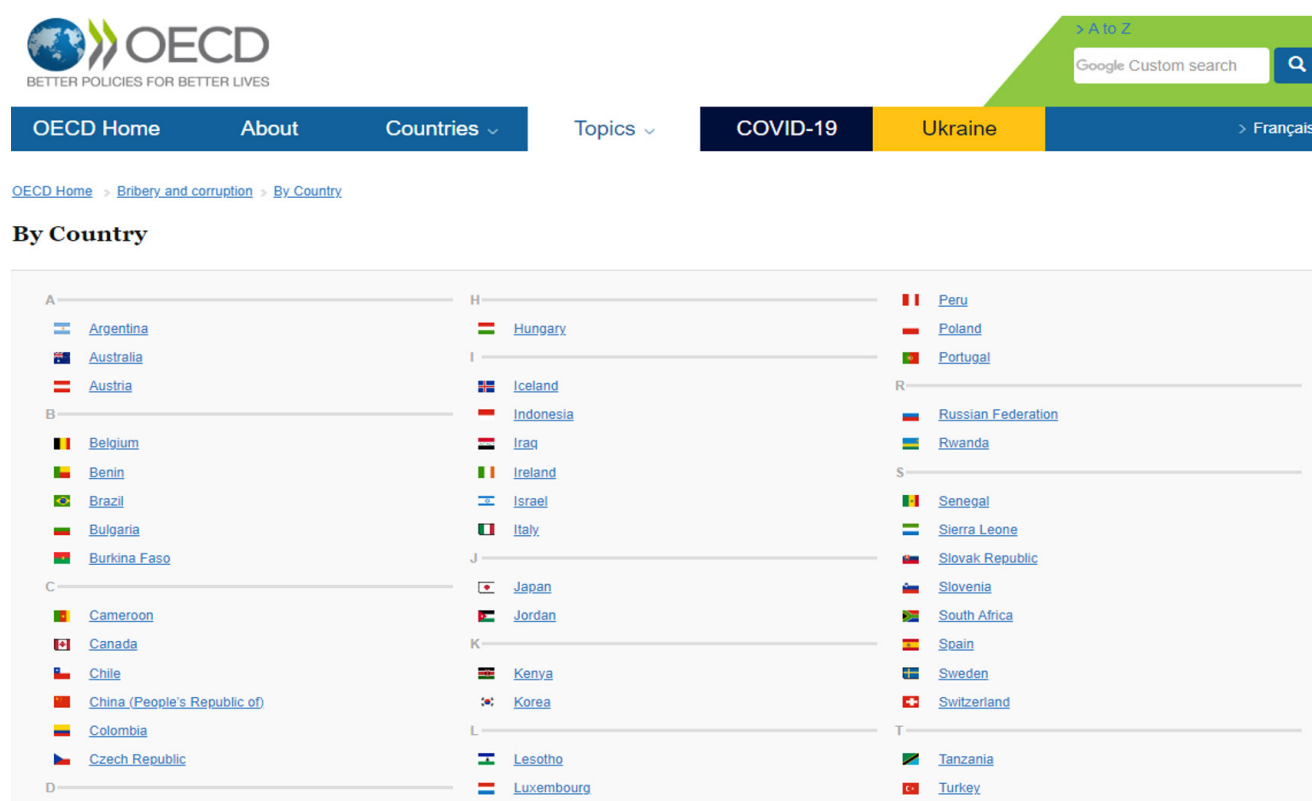 OECD
BETTER POLICIES FOR BETTER LIVES
> A to Z
Google Custom search
OECD Home
About
Countries
Topics
COVID-19
Ukraine
> Français
OECD Home > Bribery and corruption > By Country
By Country
A
Argentina
Australia
Austria
B
Belgium
Benin
Brazil
Bulgaria
Burkina Faso
C
Cameroon
Canada
Chile
China (People's Republic of)
Colombia
Czech Republic
D
H
Hungary
I
Iceland
Indonesia
Iraq
Ireland
Israel
Italy
J
Japan
Jordan
K
Kenya
Korea
L
Lesotho
Luxembourg
Peru
Poland
Portugal
R
Russian Federation
Rwanda
S
Senegal
Sierra Leone
Slovak Republic
Slovenia
South Africa
Spain
Sweden
Switzerland
T
Tanzania
Turkey